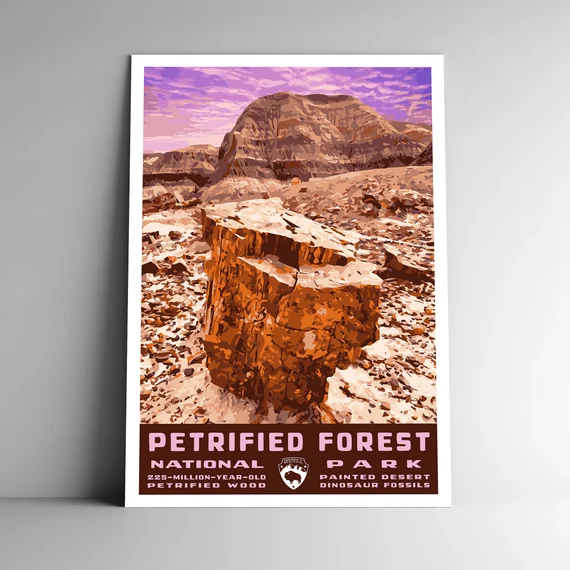 PETRIFIED FOREST
NATIONAL PARK
225-MILLION-YEAR-OLD
PETRIFIED WOOD
PAINTED DESERT
DINOSAUR FOSSILS